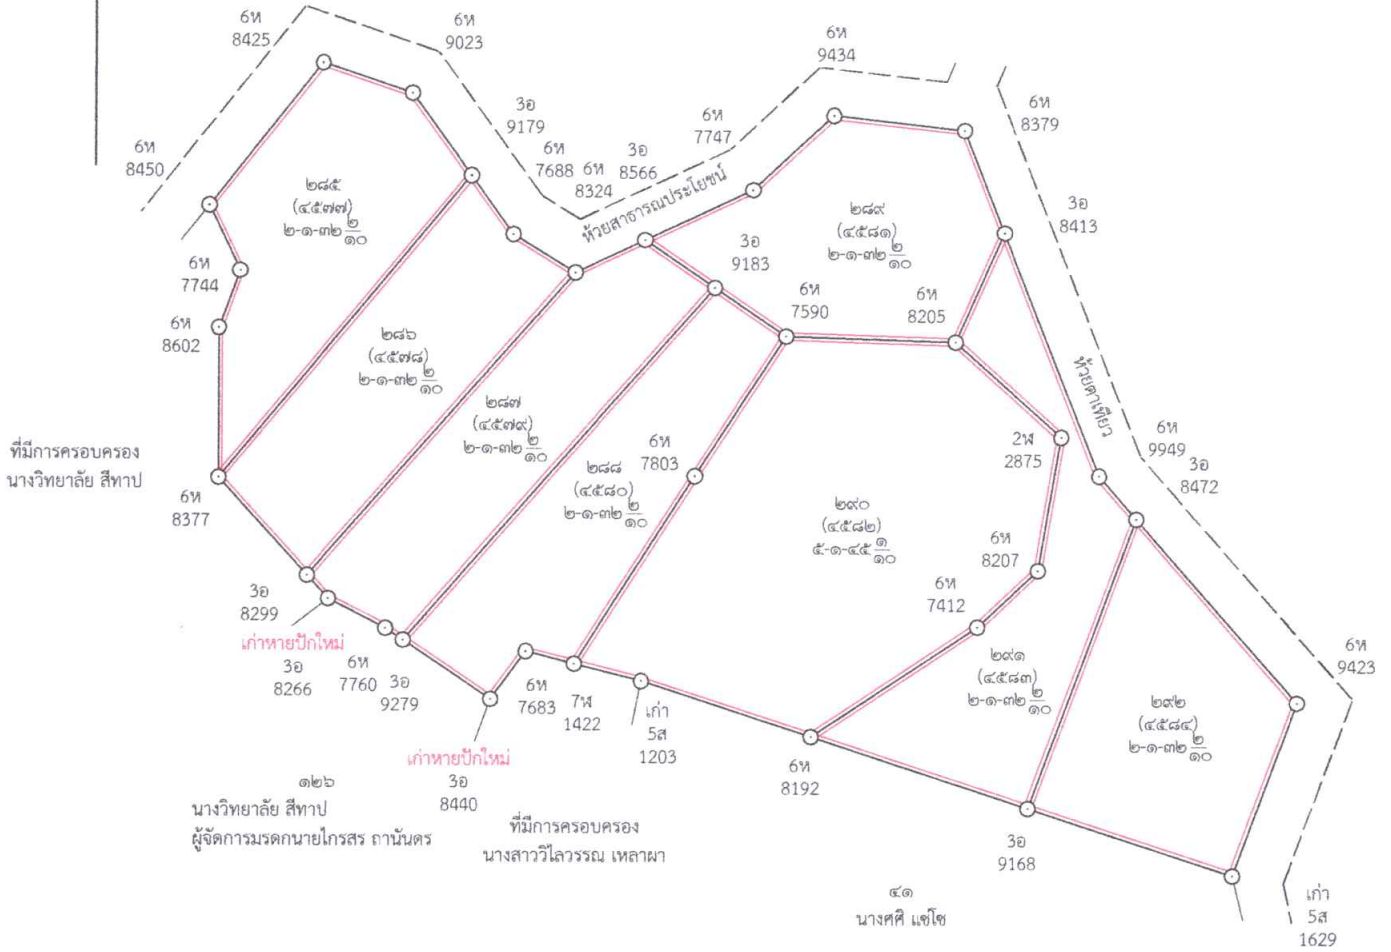 6ห
8425
6ห
9023
6ห
9434
3อ
9179
6ห
7747
6ห
8379
6ห
8450
6ห
7688
6ห
8324
3อ
8566
ห้วยสาธารณประโยชน์
๒๘๕
(๔๕๗๗)
๒-๑-๓๒ ๒/๑๐
๒๘๙
(๔๕๘๑)
๒-๑-๓๒ ๒/๑๐
3อ
8413
3อ
9183
6ห
7744
6ห
7590
6ห
8205
6ห
8602
๒๘๖
(๔๕๗๘)
๒-๑-๓๒ ๒/๑๐
ห้วยตาเทียว
๒๘๗
(๔๕๗๙)
๒-๑-๓๒ ๒/๑๐
ที่มีการครอบครอง
นางวิทยาลัย สีทาป
6ห
7803
2ฬ
2875
6ห
9949
3อ
8472
๒๘๘
(๔๕๘๐)
๒-๑-๓๒ ๒/๑๐
6ห
8377
๒๙๐
(๔๕๘๒)
๕-๑-๔๕ ๑/๑๐
6ห
8207
3อ
8299
6ห
7412
เก่าหายปักใหม่
3อ
8266
6ห
7760
3อ
9279
6ห
7683
7ฬ
1422
๒๙๑
(๔๕๘๓)
๒-๑-๓๒ ๒/๑๐
6ห
9423
๒๙๒
(๔๕๘๔)
๒-๑-๓๒ ๒/๑๐
เก่า
5ส
1203
เก่าหายปักใหม่
3อ
8440
6ห
8192
๑๒๖
นางวิทยาลัย สีทาป
ผู้จัดการมรดกนายไกรสร ถานันดร
ที่มีการครอบครอง
นางสาววิไลวรรณ เหลาผา
3อ
9168
๔๑
นางศศิ แซ่โซ
เก่า
5ส
1629